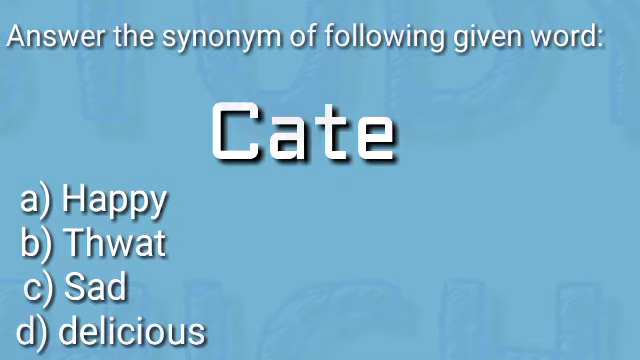 Answer the synonym of following given word:
Cate
a) Happy
b) Thwat
c) Sad
d) delicious